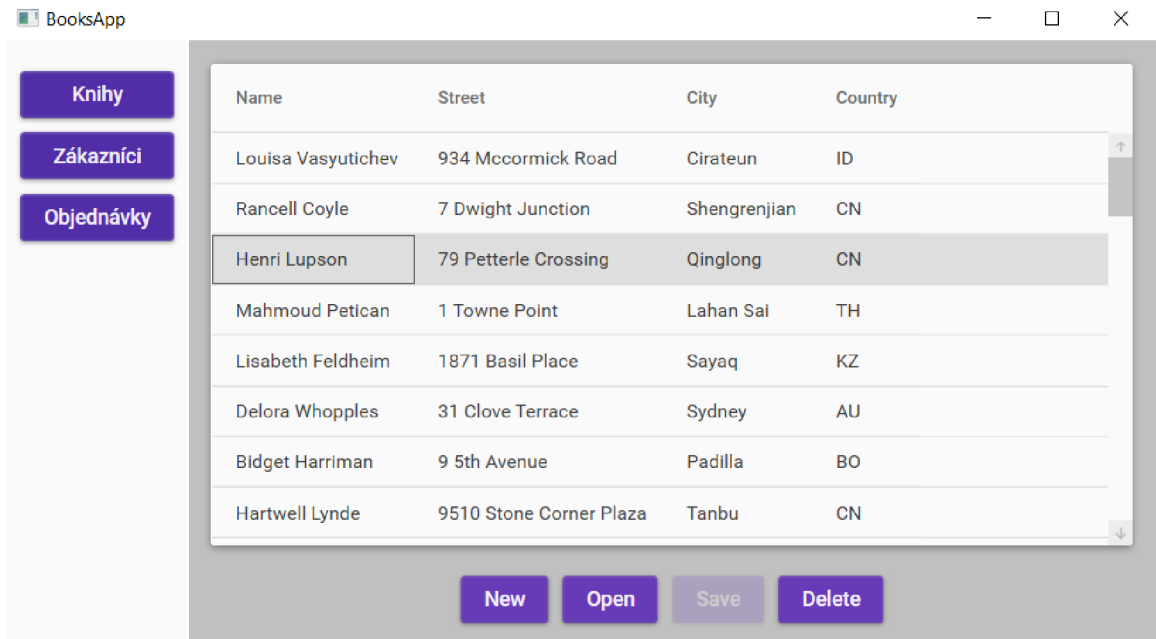 BooksApp
Knihy
Zákazníci
Objednávky
Name Street City Country
Louisa Vasyutichev 934 Mccormick Road Cirateun ID
Rancell Coyle 7 Dwight Junction Shengrenjian CN
Henri Lupson 79 Petterle Crossing Qinglong CN
Mahmoud Petican 1 Towne Point Lahan Sai TH
Lisabeth Feldheim 1871 Basil Place Sayaq KZ
Delora Whopples 31 Clove Terrace Sydney AU
Bidget Harriman 9 5th Avenue Padilla BO
Hartwell Lynde 9510 Stone Corner Plaza Tanbu CN
New Open Save Delete